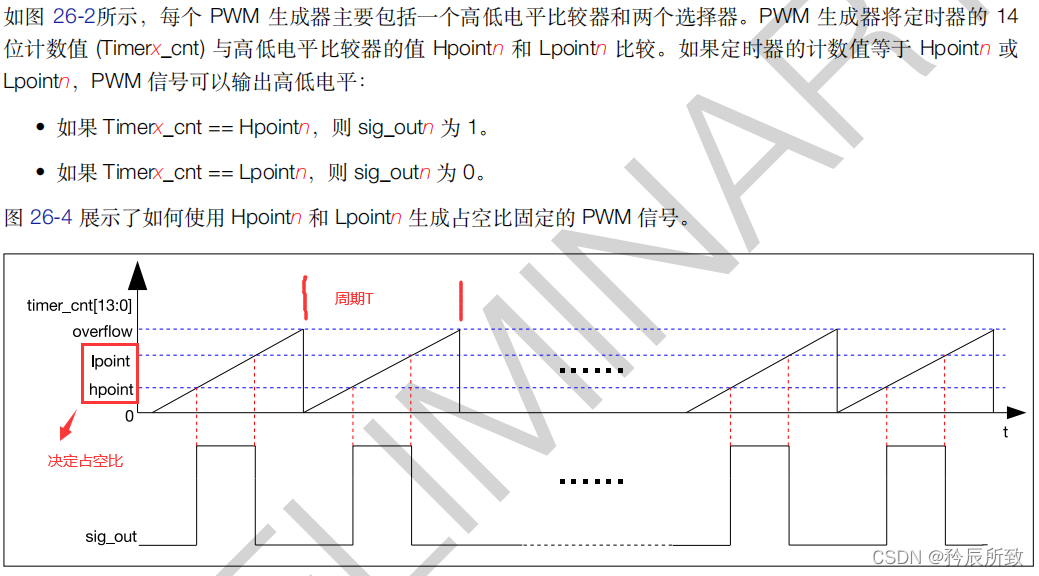 如图 26-2所示，每个 PWM 生成器主要包括一个高低电平比较器和两个选择器。PWM 生成器将定时器的 14
位计数值 (Timerx_cnt) 与高低电平比较器的值 Hpointn 和 Lpointn 比较。如果定时器的计数值等于 Hpointn 或
Lpointn，PWM 信号可以输出高低电平：
• 如果 Timerx_cnt == Hpointn，则 sig_outn 为 1。
• 如果 Timerx_cnt == Lpointn，则 sig_outn 为 0。
图 26-4 展示了如何使用 Hpointn 和 Lpointn 生成占空比固定的 PWM 信号。
周期T
timer_cnt[13:0]
overflow
lpoint
hpoint
0
t
决定占空比
sig_out
ELIMINAR
CSDN @矜辰所致